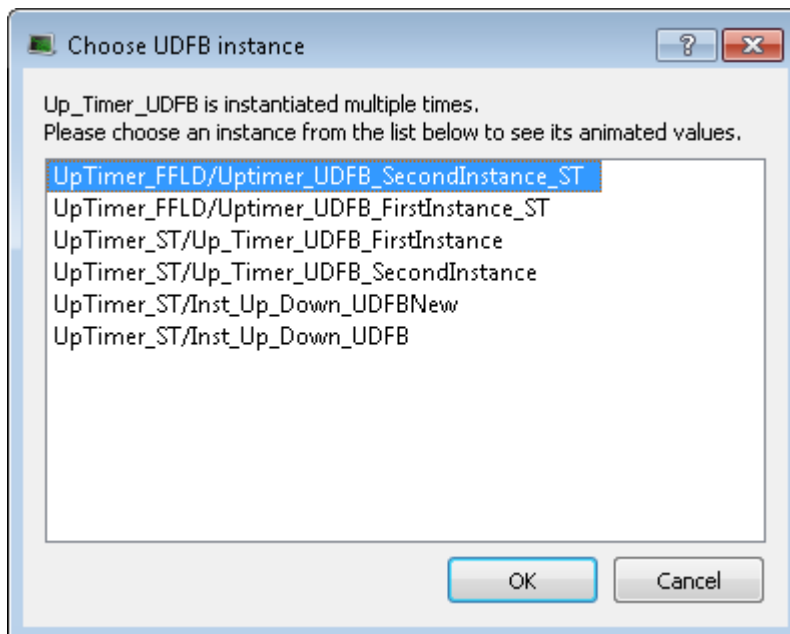 Choose UDFB instance
?
Up_Timer_UDFB is instantiated multiple times.
Please choose an instance from the list below to see its animated values.
UpTimer_FFLD/Uptimer_UDFB_SecondInstance_ST
UpTimer_FFLD/Uptimer_UDFB_FirstInstance_ST
UpTimer_ST/Up_Timer_UDFB_FirstInstance
UpTimer_ST/Up_Timer_UDFB_SecondInstance
UpTimer_ST/Inst_Up_Down_UDFBNew
UpTimer_ST/Inst_Up_Down_UDFB
OK Cancel